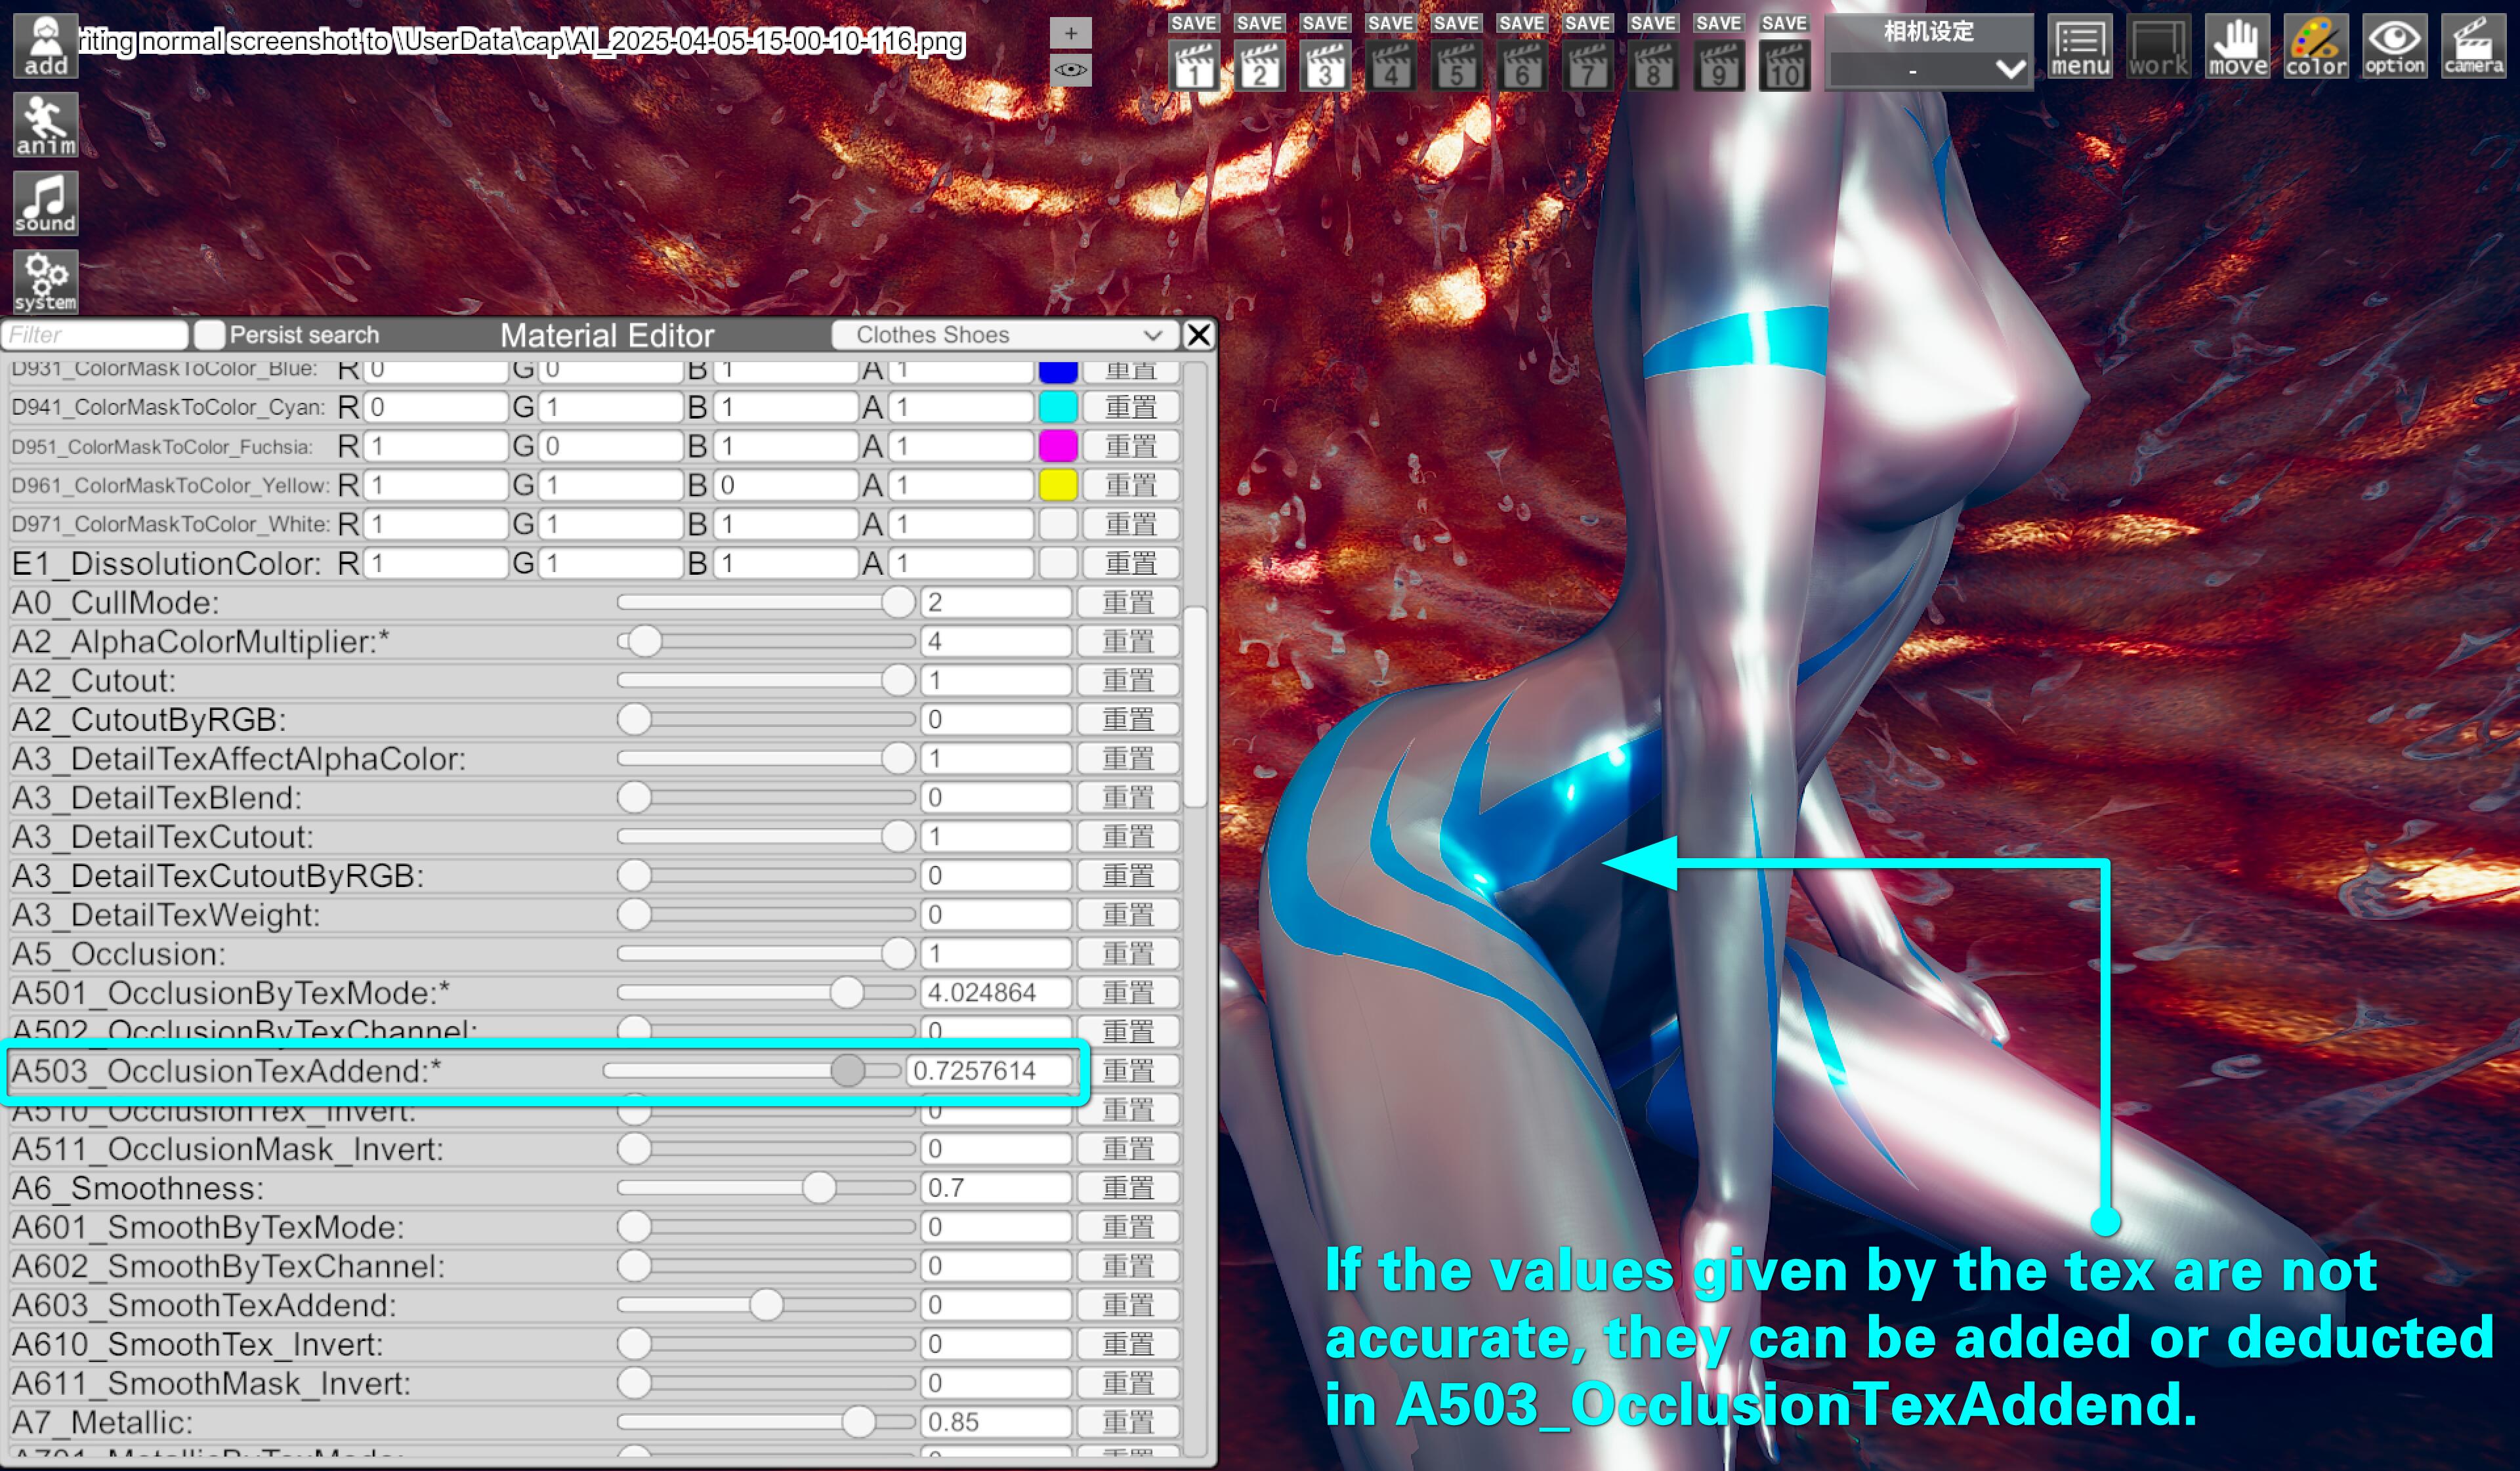 add
riting normal screenshot to \UserData\cap\AI_2025-04-05-15-00-10-116.png
+
SAVE SAVE SAVE SAVE SAVE SAVE SAVE SAVE SAVE SAVE
1 2 3 4 5 6 7 8 9 10
相机设定
-
menu work move color option camera
anim
sound
system
Filter Persist search Material Editor Clothes Shoes
D931_ColorMaskToColor_Blue: R 0 G 0 B 1 A 1 重置
D941_ColorMaskToColor_Cyan: R 0 G 1 B 1 A 1 重置
D951_ColorMaskToColor_Fuchsia: R 1 G 0 B 1 A 1 重置
D961_ColorMaskToColor_Yellow: R 1 G 1 B 0 A 1 重置
D971_ColorMaskToColor_White: R 1 G 1 B 1 A 1 重置
E1_DissolutionColor: R 1 G 1 B 1 A 1 重置
A0_CullMode: 2 重置
A2_AlphaColorMultiplier:* 4 重置
A2_Cutout: 1 重置
A2_CutoutByRGB: 0 重置
A3_DetailTexAffectAlphaColor: 1 重置
A3_DetailTexBlend: 0 重置
A3_DetailTexCutout: 1 重置
A3_DetailTexCutoutByRGB: 0 重置
A3_DetailTexWeight: 0 重置
A5_Occlusion: 1 重置
A501_OcclusionByTexMode:* 4.024864 重置
A502_OcclusionByTexChannel: 0 重置
A503_OcclusionTexAddend:* 0.7257614 重置
A510_OcclusionTex_Invert: 0 重置
A511_OcclusionMask_Invert: 0 重置
A6_Smoothness: 0.7 重置
A601_SmoothByTexMode: 0 重置
A602_SmoothByTexChannel: 0 重置
A603_SmoothTexAddend: 0 重置
A610_SmoothTex_Invert: 0 重置
A611_SmoothMask_Invert: 0 重置
A7_Metallic: 0.85 重置
A701_MetallicByTexMode: 0 重置
If the values given by the tex are not
accurate, they can be added or deducted
in A503_OcclusionTexAddend.